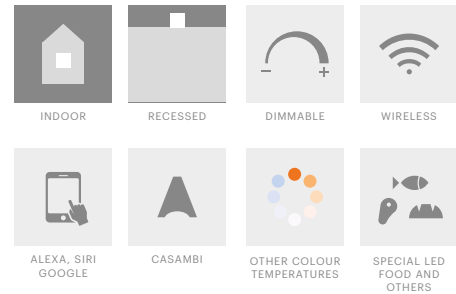 INDOOR
RECESSED
DIMMABLE
WIRELESS
ALEXA, SIRI
GOOGLE
CASAMBI
OTHER COLOUR
TEMPERATURES
SPECIAL LED
FOOD AND
OTHERS